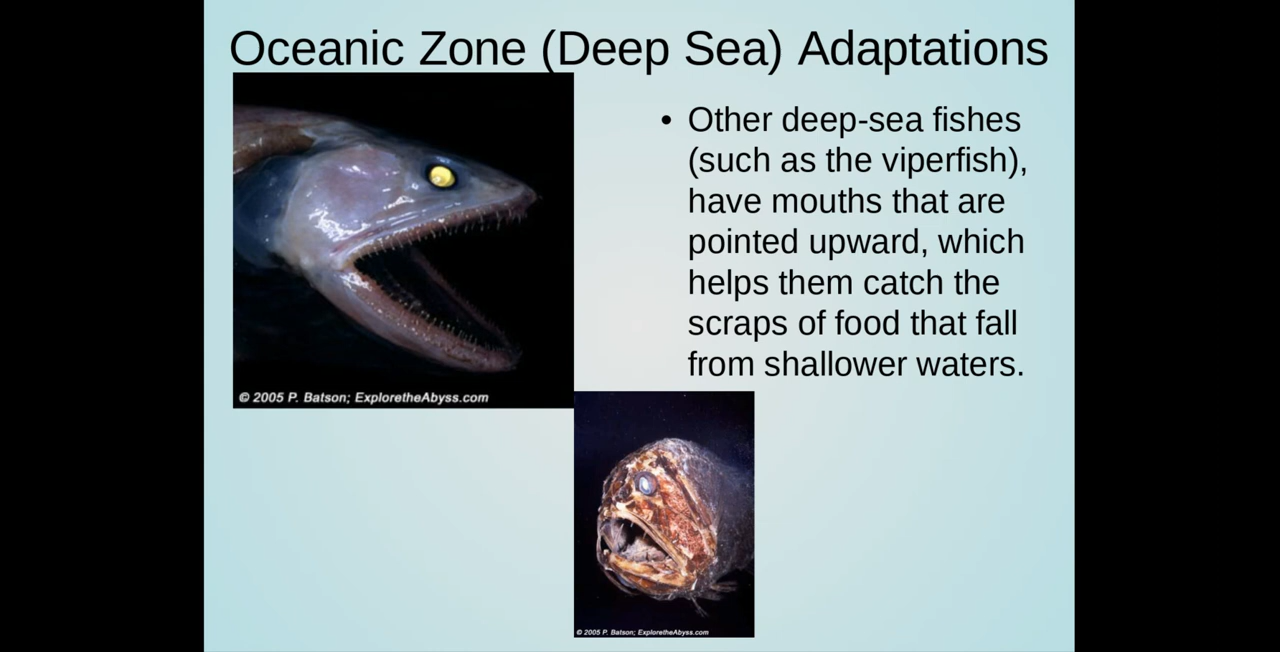 Oceanic Zone (Deep Sea) Adaptations
• Other deep-sea fishes
(such as the viperfish),
have mouths that are
pointed upward, which
helps them catch the
scraps of food that fall
from shallower waters.
© 2005 P. Batson; ExploretheAbyss.com
© 2005 P. Batson; ExploretheAbyss.com